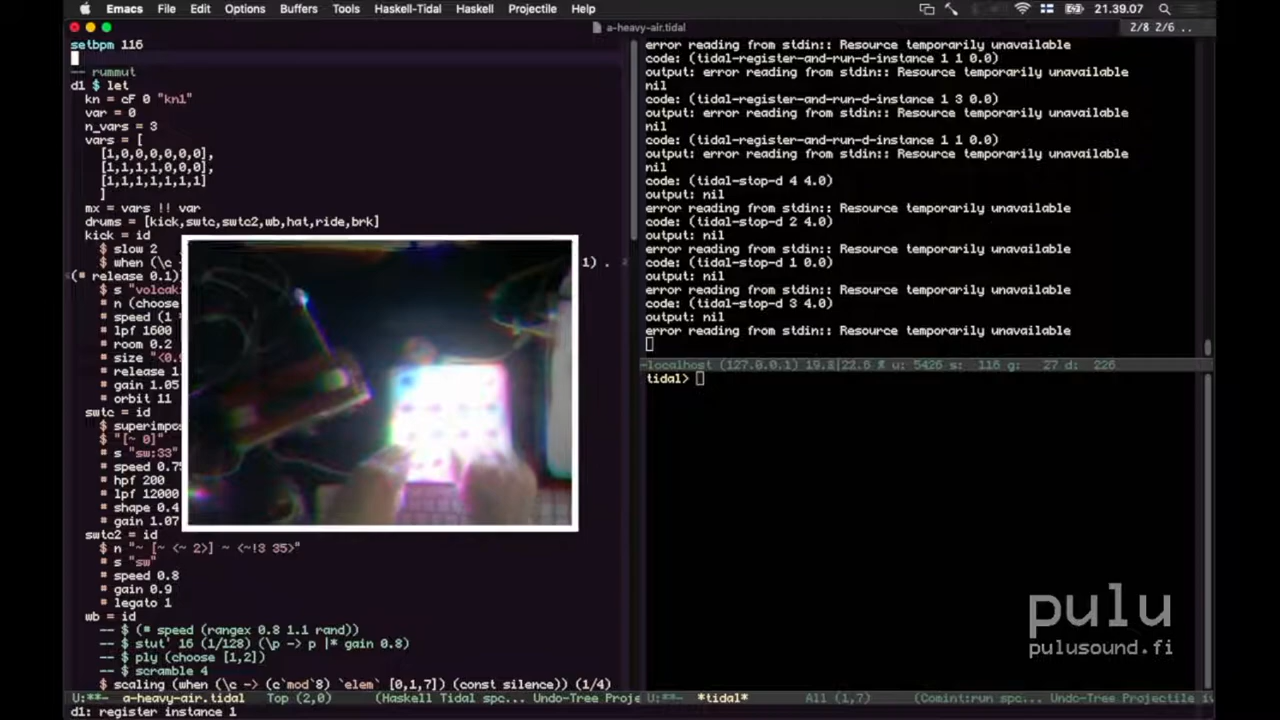 Emacs File Edit Options Buffers Tools Haskell-Tidal Haskell Projectile Help 21.39.07
a-heavy-air.tidal 2/8 2/6 ..
setbpm 116
-- rummut
d1 $ let
kn = cF 0 "kn1"
var = 0
n_vars = 3
vars = [
[1,0,0,0,0,0,0],
[1,1,1,1,0,0,0],
[1,1,1,1,1,1,1]
]
mx = vars !! var
drums = [kick,swtc,swtc2,wb,hat,ride,brk]
kick = id
$ slow 2
$ when (\c 1) .
(# release 0.1)
$ s "volcak
# n (choose
# speed (1
# lpf 1600
# room 0.2
# size "<0.
# release 1
# gain 1.05
# orbit 11
swtc = id
$ superimpos
$ "[~ 0]"
# s "sw:33"
# speed 0.75
# hpf 200
# lpf 12000
# shape 0.4
# gain 1.07
swtc2 = id
$ n "~ [~ <~ 2>] ~ <~!3 35>"
# s "sw"
# speed 0.8
# gain 0.9
# legato 1
wb = id
-- $ (# speed (rangex 0.8 1.1 rand))
-- $ stut' 16 (1/128) (\p -> p |* gain 0.8)
-- $ ply (choose [1,2])
-- $ scramble 4
$ scaling (when (\c -> (c`mod`8) `elem` [0,1,7]) (const silence)) (1/4)
U:**- a-heavy-air.tidal Top (2,0) (Haskell Tidal spc... Undo-Tree Proje
d1: register instance 1
error reading from stdin:: Resource temporarily unavailable
code: (tidal-register-and-run-d-instance 1 1 0.0)
output: error reading from stdin:: Resource temporarily unavailable
nil
code: (tidal-register-and-run-d-instance 1 3 0.0)
output: error reading from stdin:: Resource temporarily unavailable
nil
code: (tidal-register-and-run-d-instance 1 1 0.0)
output: error reading from stdin:: Resource temporarily unavailable
nil
code: (tidal-stop-d 4 4.0)
output: nil
error reading from stdin:: Resource temporarily unavailable
code: (tidal-stop-d 2 4.0)
output: nil
error reading from stdin:: Resource temporarily unavailable
code: (tidal-stop-d 1 0.0)
output: nil
error reading from stdin:: Resource temporarily unavailable
code: (tidal-stop-d 3 4.0)
output: nil
error reading from stdin:: Resource temporarily unavailable
localhost (127.0.0.1) 19.8|22.6 % u: 5426 s: 116 g: 27 d: 226
tidal>
pulu
pulusound.fi
U:**- *tidal* All (1,7) (Comint:run spc... Undo-Tree Projectile